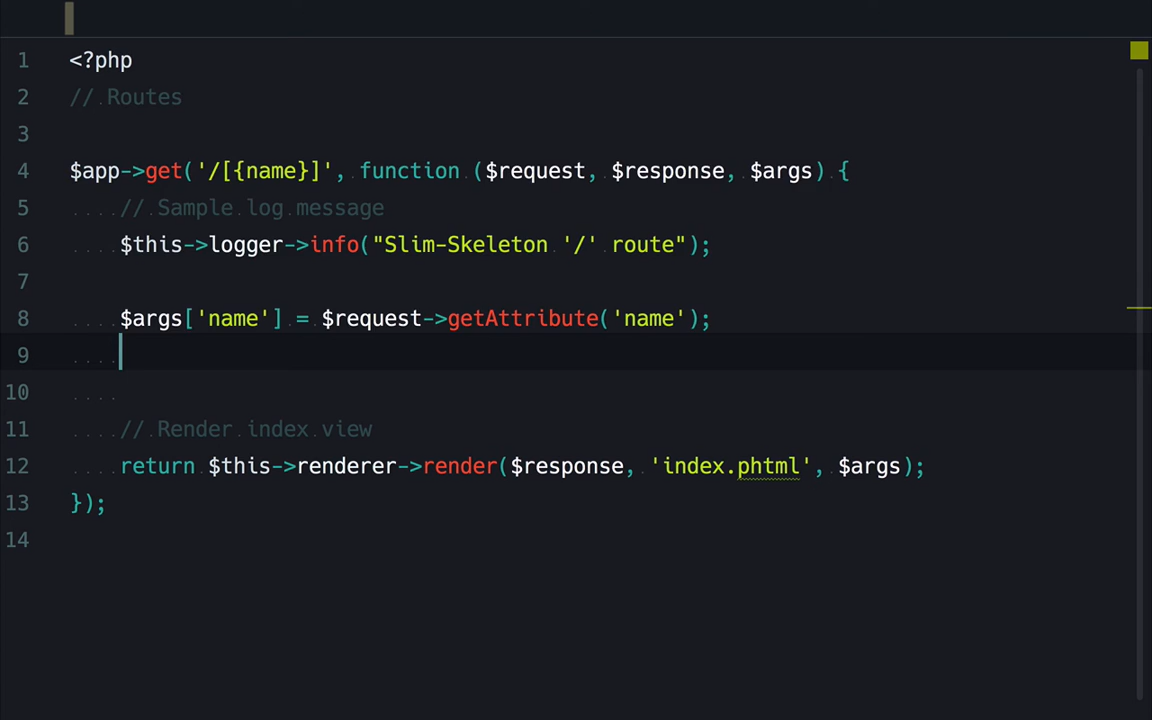 1 <?php
2 // Routes
3
4 $app->get('/[{name}]', function ($request, $response, $args) {
5 // Sample log message
6 $this->logger->info("Slim-Skeleton '/' route");
7
8 $args['name'] = $request->getAttribute('name');
9
10
11 // Render index view
12 return $this->renderer->render($response, 'index.phtml', $args);
13 });
14